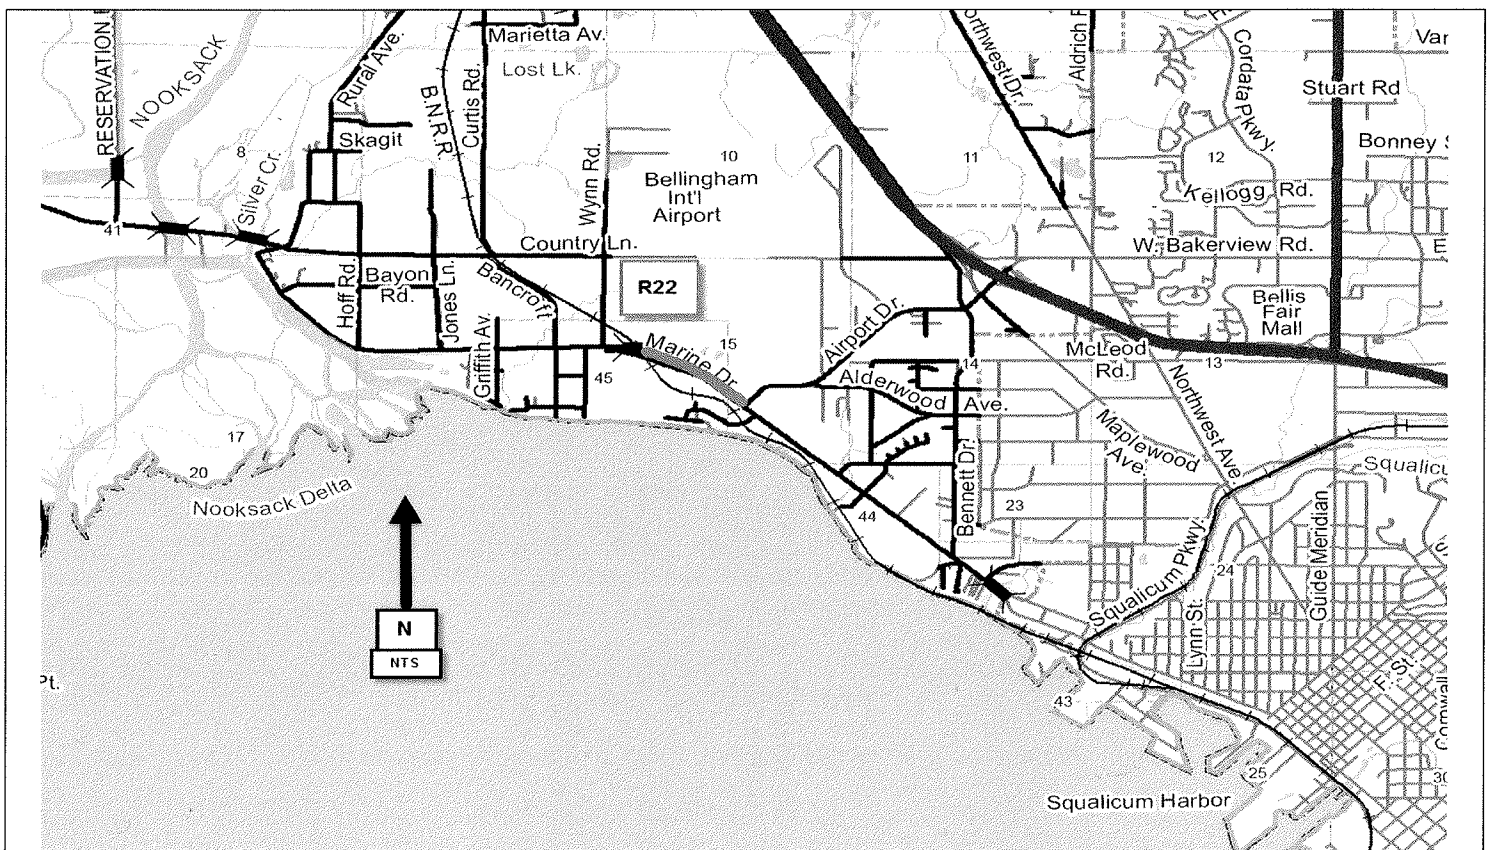 RESERVATION
NOOKSACK
Rural Ave.
Marietta Av.
Lost Lk.
B.N.R.R.
Curtis Rd.
Northwest Dr.
Aldrich R
Cordata Pkwy.
Var
Stuart Rd
Bonney S
Skagit
8
Silver Cr.
Wynn Rd.
10
11
12
Bellingham
Int'l
Airport
Kellogg Rd.
41
Country Ln.
W. Bakerview Rd.
E
Hoff Rd.
Bayon
Rd.
Jones Ln.
Bancroft
R22
Bellis
Fair
Mall
Griffith Av.
Marine Dr.
15
Airport Dr.
14
McLeod
Rd.
13
45
Alderwood Ave.
Northwest Ave.
Maplewood
Ave.
17
20
Nooksack Delta
Bennett Dr.
Squalicu
44
23
Guide Meridian
Squalicum Pkwy.
24
Lynn St.
N
NTS
Pt.
F. St.
43
Cornwall
25
30
Squalicum Harbor